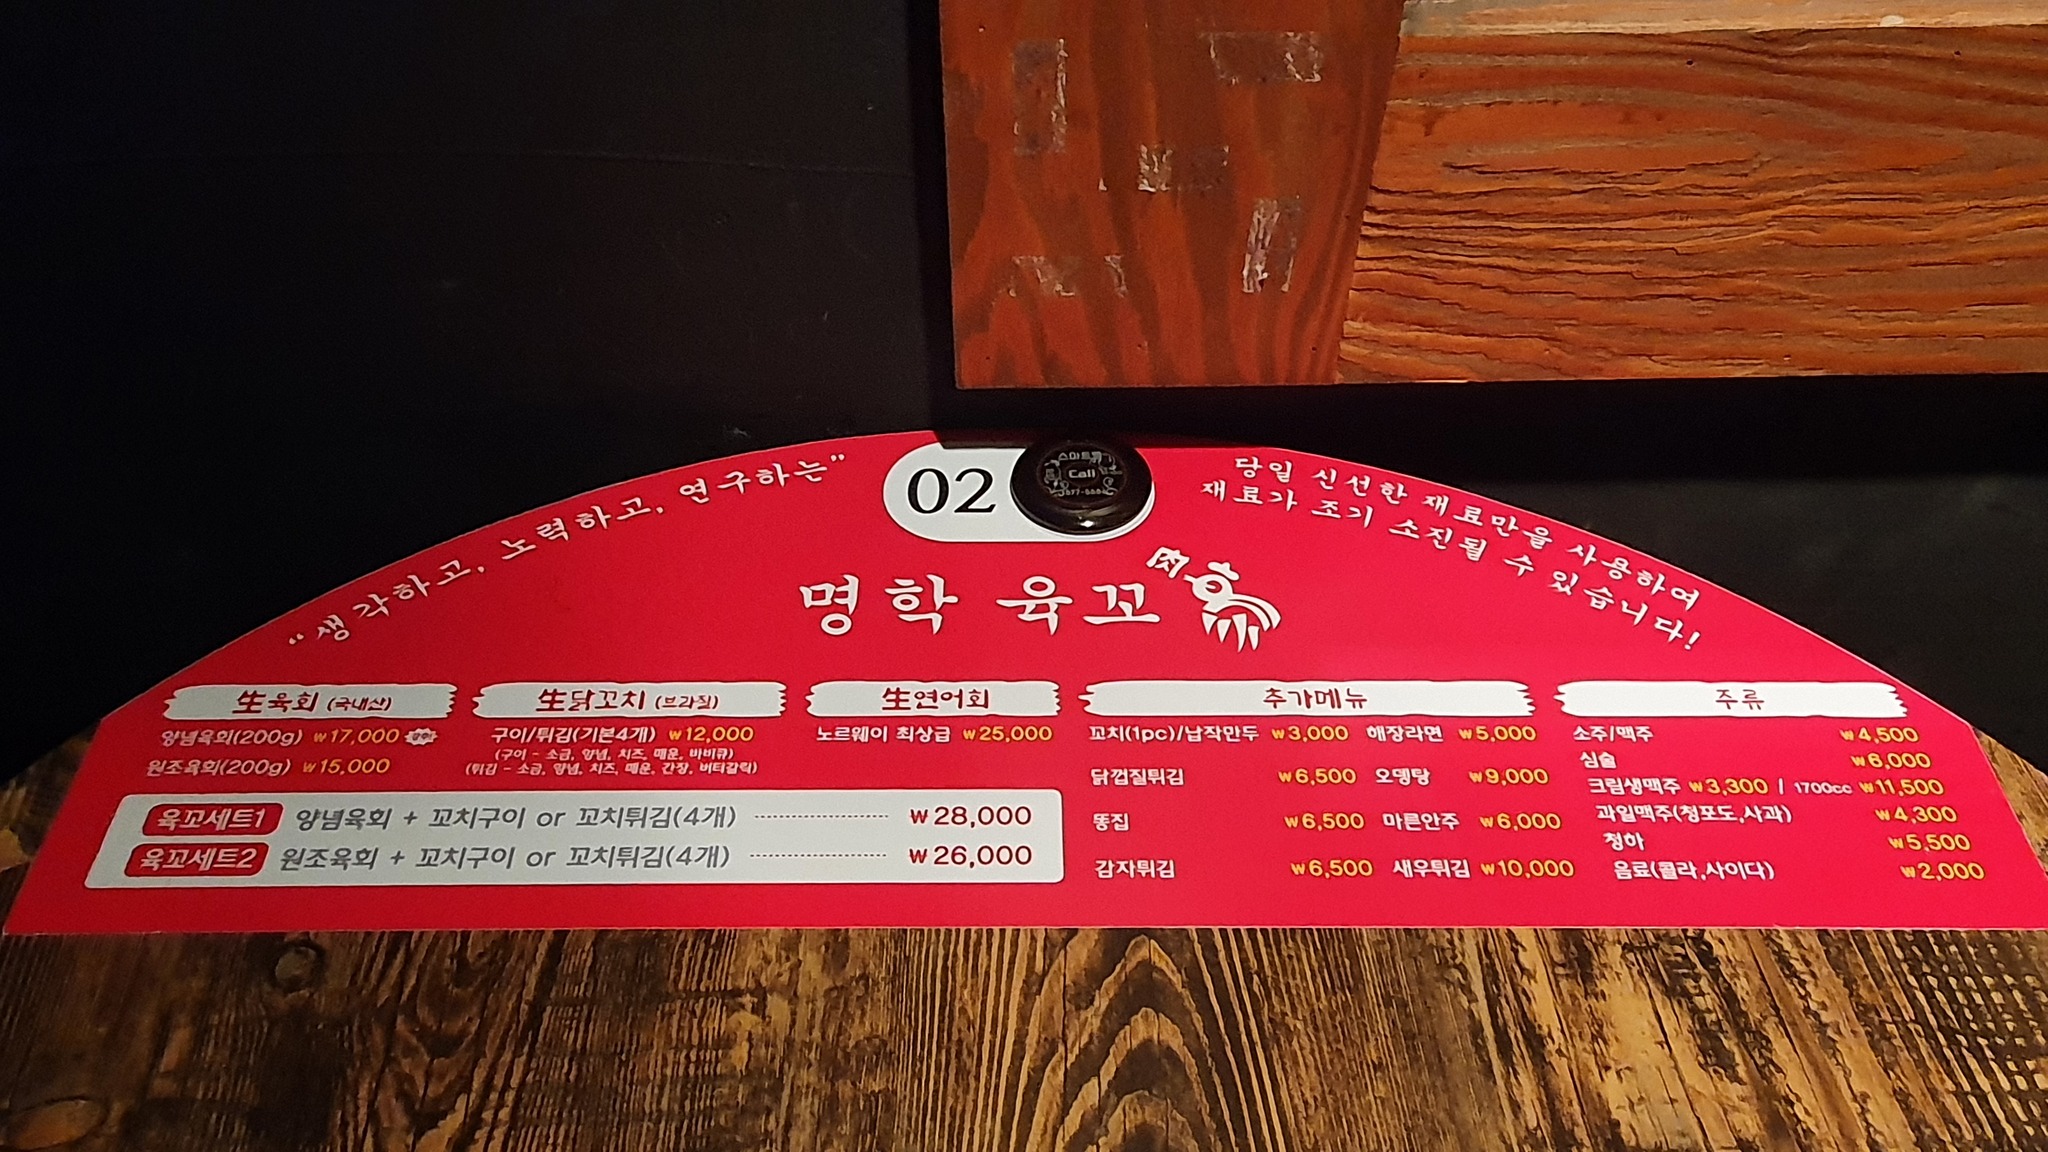 "생각하고, 노력하고, 연구하는"
02
스마트벨
Call
당일 신선한 재료만을 사용하여
재료가 조기 소진될 수 있습니다!
명학 육꼬
肉
生육회 (국내산)
양념육회(200g) ₩17,000
원조육회(200g) ₩15,000
生닭꼬치 (브라질)
구이/튀김(기본4개) ₩12,000
(구이 - 소금, 양념, 치즈, 매운, 바비큐)
(튀김 - 소금, 양념, 치즈, 매운, 간장, 버터갈릭)
生연어회
노르웨이 최상급 ₩25,000
육꼬세트1 양념육회 + 꼬치구이 or 꼬치튀김(4개) ₩28,000
육꼬세트2 원조육회 + 꼬치구이 or 꼬치튀김(4개) ₩26,000
추가메뉴
꼬치(1pc)/납작만두 ₩3,000 해장라면 ₩5,000
닭껍질튀김 ₩6,500 오뎅탕 ₩9,000
똥집 ₩6,500 마른안주 ₩6,000
감자튀김 ₩6,500 새우튀김 ₩10,000
주류
소주/맥주 ₩4,500
심술 ₩6,000
크림생맥주 ₩3,300 / 1700cc ₩11,500
과일맥주(청포도,사과) ₩4,300
청하 ₩5,500
음료(콜라,사이다) ₩2,000